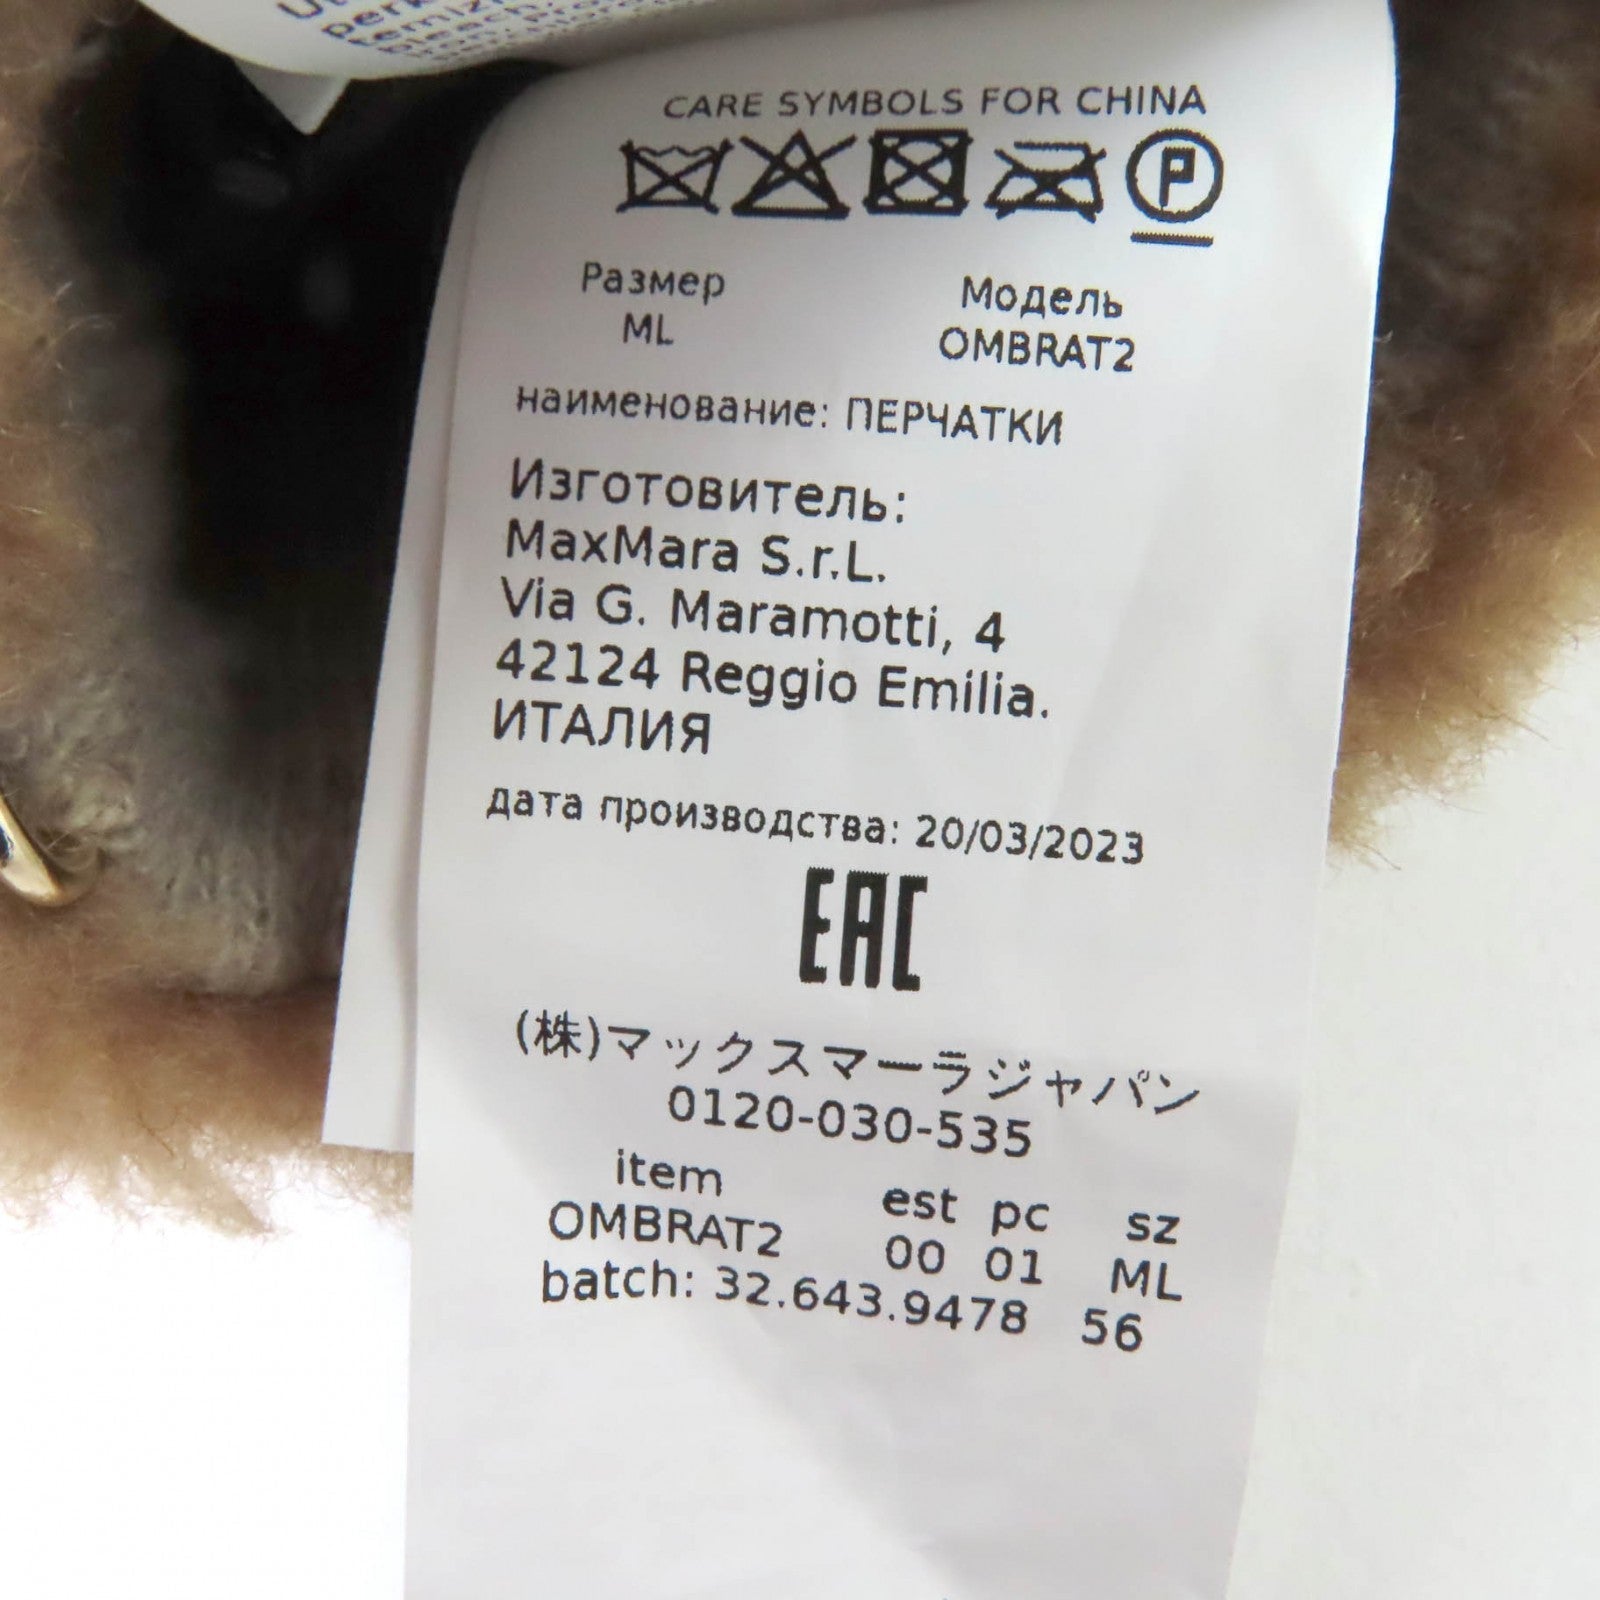 CARE SYMBOLS FOR CHINA
P
Размер Модель
ML OMBRAT2
наименование: ПЕРЧАТКИ
Изготовитель:
MaxMara S.r.L.
Via G. Maramotti, 4
42124 Reggio Emilia.
ИТАЛИЯ
дата производства: 20/03/2023
EAC
(株)マックスマーラジャパン
0120-030-535
item est pc sz
OMBRAT2 00 01 ML
batch: 32.643.9478 56